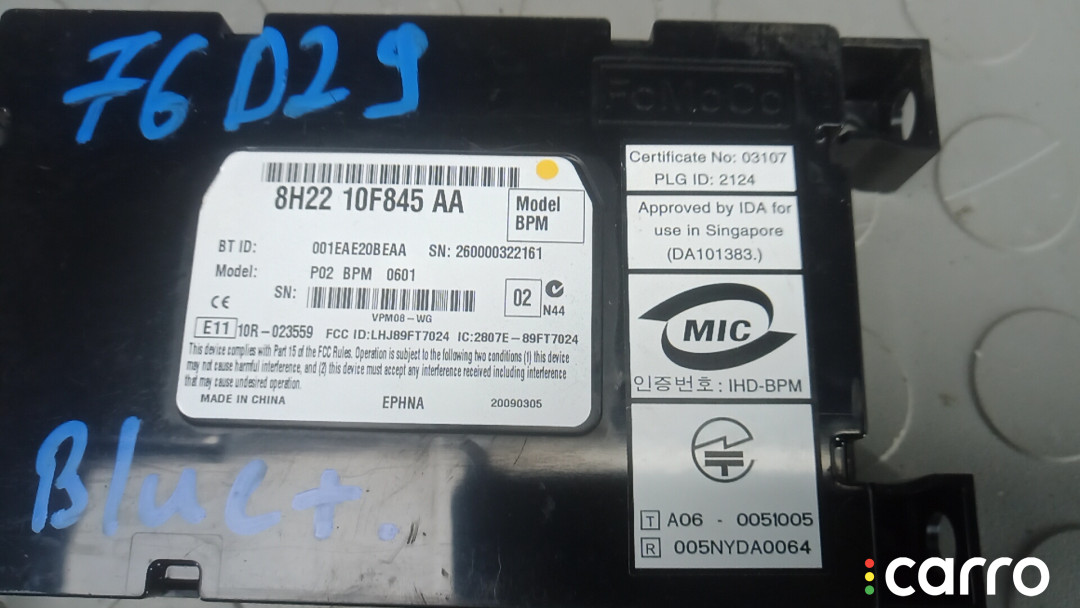 F6D29
FoMoCo
8H22 10F845 AA
Model
BPM
BT ID: 001EAE20BEAA SN: 260000322161
Model: P02 BPM 0601
SN:
VPM08-WG
02
N44
CE
E11 10R-023559 FCC ID:LHJ89FT7024 IC:2807E-89FT7024
This device complies with Part 15 of the FCC Rules. Operation is subject to the following two conditions (1) this device
may not cause harmful interference, and (2) this device must accept any interference received including interference
that may cause undesired operation.
MADE IN CHINA EPHNA 20090305
Certificate No: 03107
PLG ID: 2124
Approved by IDA for
use in Singapore
(DA101383.)
MIC
인증번호: IHD-BPM
T A06 - 0051005
R 005NYDA0064
Bluet.
carro